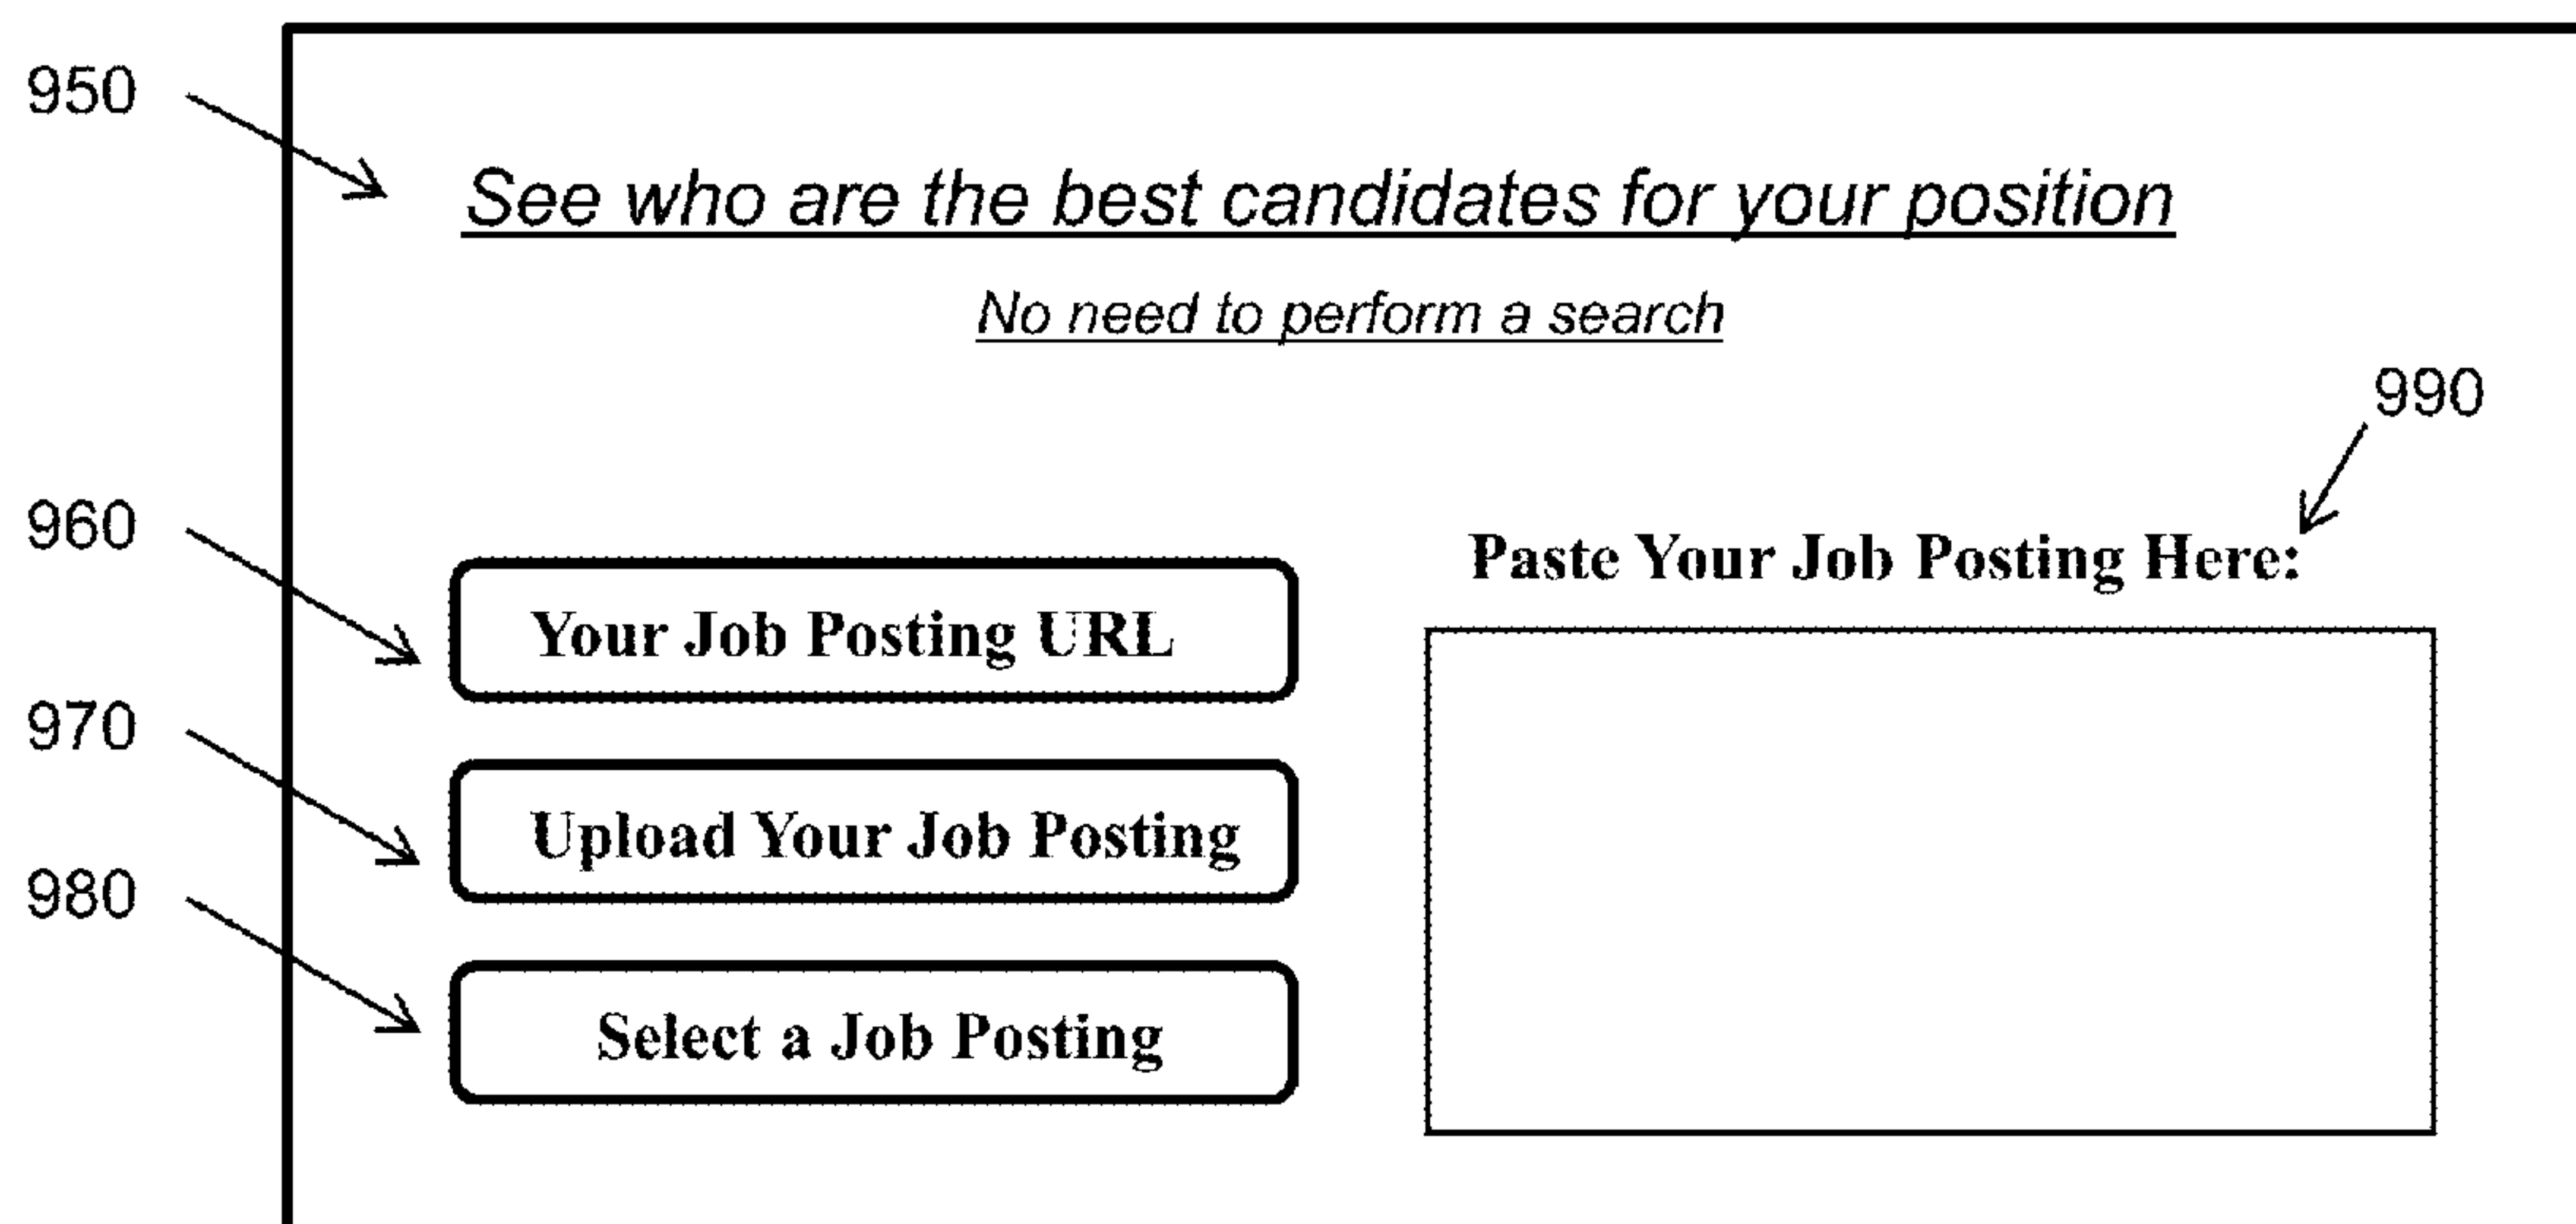 950
See who are the best candidates for your position
No need to perform a search
990
960
Paste Your Job Posting Here:
Your Job Posting URL
970
Upload Your Job Posting
980
Select a Job Posting